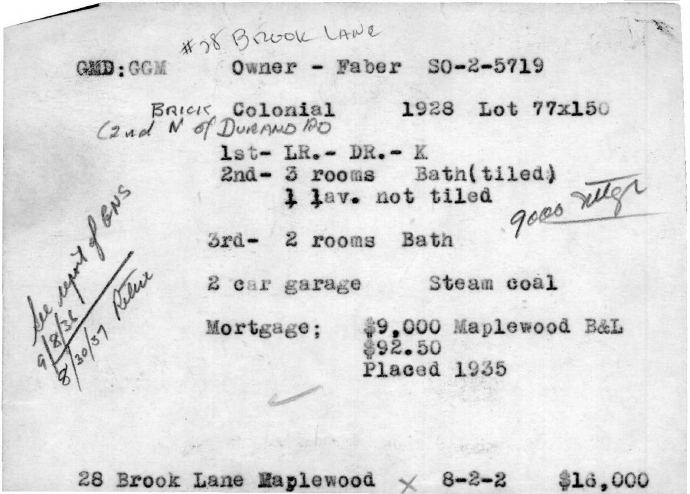 #28 BROOK LANE
GMD:GGM Owner - Faber SO-2-5719
BRICK Colonial 1928 Lot 77x150
(2nd N of DURAND RD
1st- LR.- DR.- K
2nd- 3 rooms Bath(tiled)
1 lav. not tiled
9000 Mtge
3rd- 2 rooms Bath
See report of ENS
9/8/36
8/30/37
2 car garage Steam coal
Mortgage; $9,000 Maplewood B&L
$92.50
Placed 1935
28 Brook Lane Maplewood x 8-2-2 $16,000